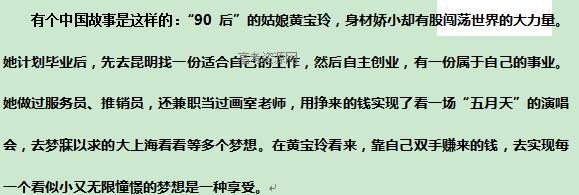 有个中国故事是这样的：“90 后”的姑娘黄宝玲，身材娇小却有股闯荡世界的大力量。
高考资源网
她计划毕业后，先去昆明找一份适合自己的工作，然后自主创业，有一份属于自己的事业。
她做过服务员、推销员，还兼职当过画室老师，用挣来的钱实现了看一场“五月天”的演唱
会，去梦寐以求的大上海看看等多个梦想。在黄宝玲看来，靠自己双手赚来的钱，去实现每
一个看似小又无限憧憬的梦想是一种享受。